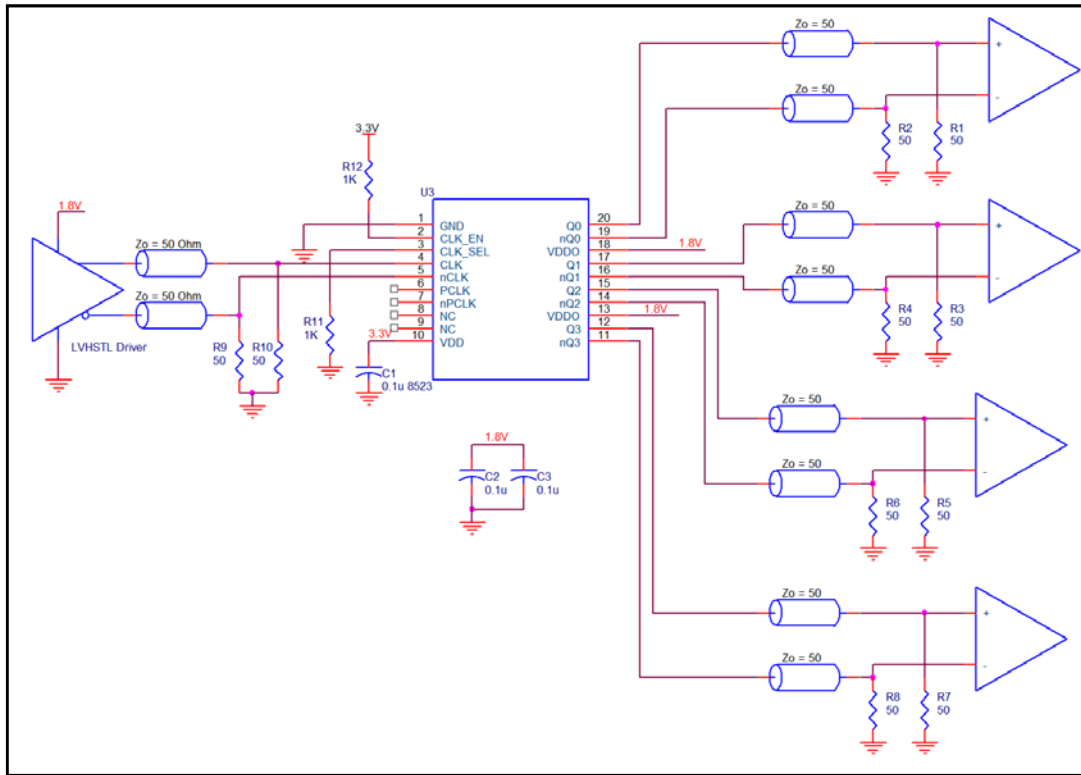 Zo = 50
+
Zo = 50
-
R2
50
R1
50
3.3V
R12
1K
U3
1.8V
Zo = 50 Ohm
Zo = 50 Ohm
LVHSTL Driver
R9
50
R10
50
R11
1K
3.3V
C1
0.1u 8523
1 GND
2 CLK_EN
3 CLK_SEL
4 CLK
5 nCLK
6 PCLK
7 nPCLK
8 NC
9 NC
10 VDD
Q0 20
nQ0 19
VDDO 18
Q1 17
nQ1 16
Q2 15
nQ2 14
VDDO 13
Q3 12
nQ3 11
1.8V
1.8V
Zo = 50
+
Zo = 50
-
R4
50
R3
50
1.8V
C2
0.1u
C3
0.1u
Zo = 50
+
Zo = 50
-
R6
50
R5
50
Zo = 50
+
Zo = 50
-
R8
50
R7
50